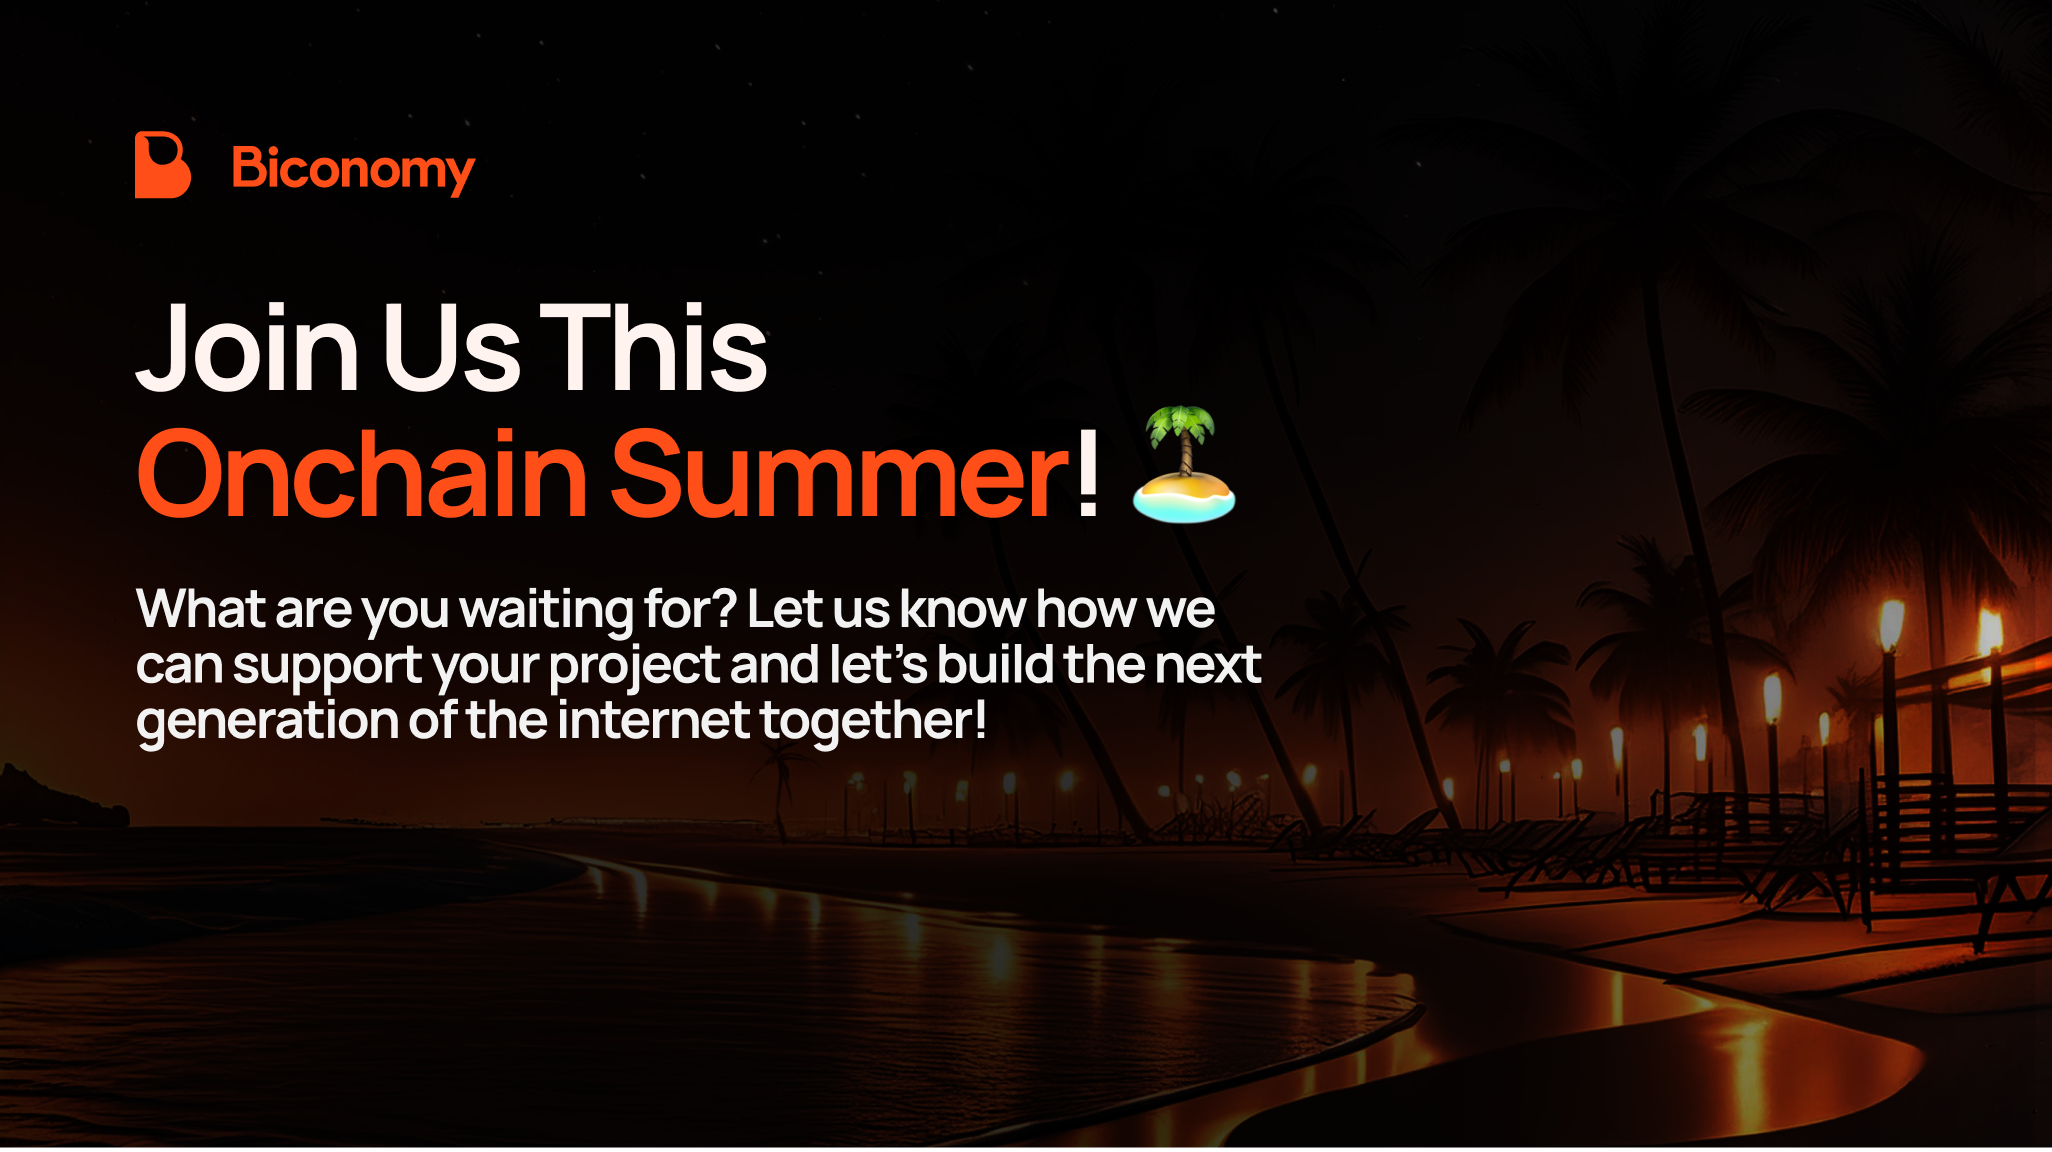 Biconomy
Join Us This
Onchain Summer! 🏝️
What are you waiting for? Let us know how we
can support your project and let’s build the next
generation of the internet together!